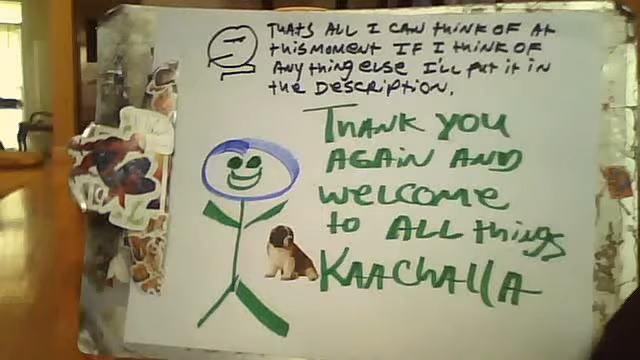 THATS ALL I CAN THINK OF AT
THIS MOMENT IF I THINK OF
ANYTHING ELSE I'LL PUT IT IN
THE DESCRIPTION.
THANK YOU
AGAIN AND
WELCOME
TO ALL THINGS
KAACHALLA